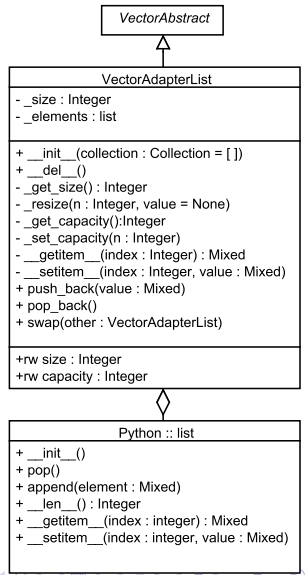 VectorAbstract
VectorAdapterList
- _size : Integer
- _elements : list
+ __init__(collection : Collection = [ ])
+ __del__()
- _get_size() : Integer
- _resize(n : Integer, value = None)
- _get_capacity():Integer
- _set_capacity(n : Integer)
- __getitem__(index : Integer) : Mixed
- __setitem__(index : Integer, value : Mixed)
+ push_back(value : Mixed)
+ pop_back()
+ swap(other : VectorAdapterList)
+rw size : Integer
+rw capacity : Integer
Python :: list
+ __init__()
+ pop()
+ append(element : Mixed)
+ __len__() : Integer
+ __getitem__(index : integer) : Mixed
+ __setitem__(index : integer, value : Mixed)